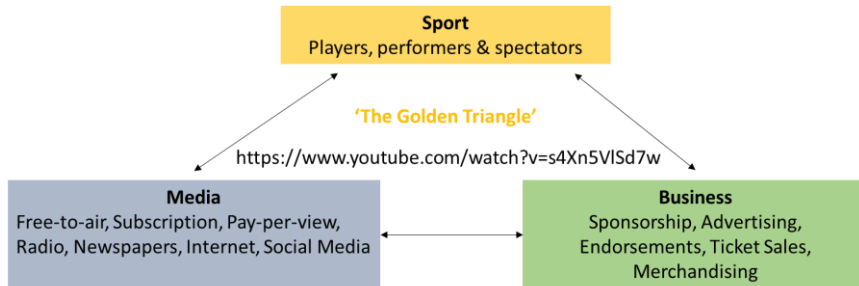 Sport
Players, performers & spectators
‘The Golden Triangle’
https://www.youtube.com/watch?v=s4Xn5VlSd7w
Media
Free-to-air, Subscription, Pay-per-view,
Radio, Newspapers, Internet, Social Media
Business
Sponsorship, Advertising,
Endorsements, Ticket Sales,
Merchandising